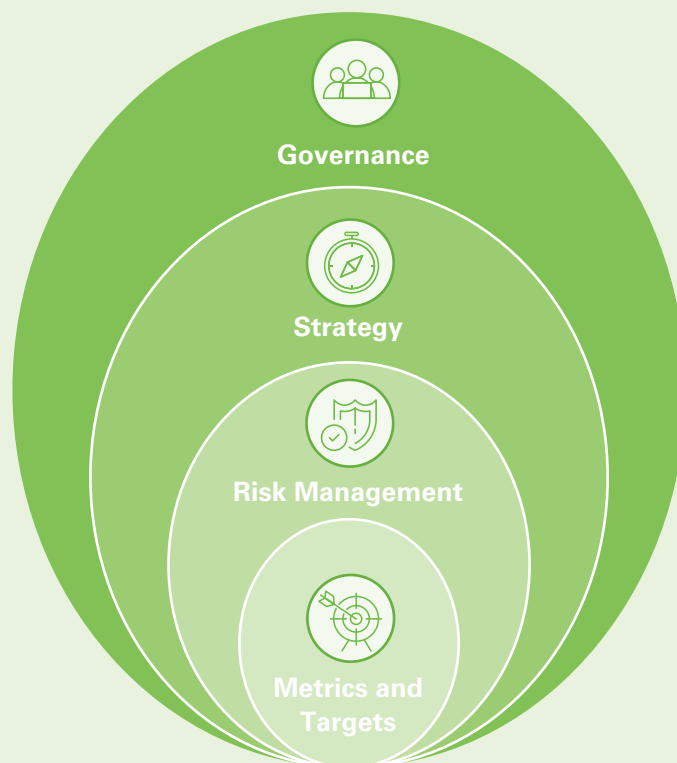 Governance
Strategy
Risk Management
Metrics and
Targets